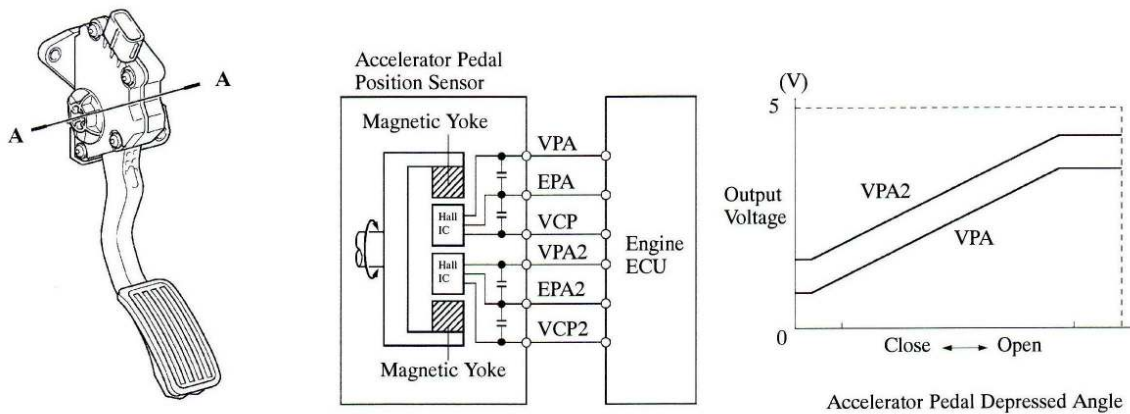 A
A
Accelerator Pedal
Position Sensor
Magnetic Yoke
Hall
IC
Hall
IC
Magnetic Yoke
VPA
EPA
VCP
VPA2
EPA2
VCP2
Engine
ECU
(V)
5
Output
Voltage
VPA2
VPA
0
Close
Open
Accelerator Pedal Depressed Angle